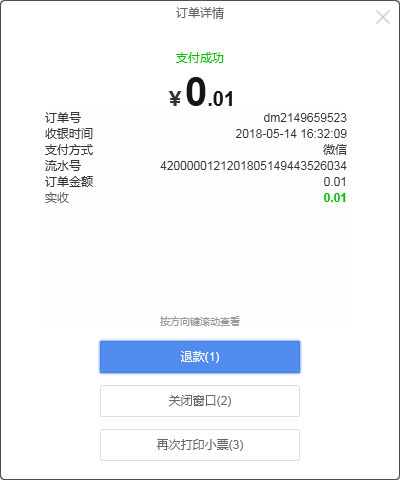 订单详情
支付成功
¥0.01
订单号 dm2149659523
收银时间 2018-05-14 16:32:09
支付方式 微信
流水号 4200000121201805149443526034
订单金额 0.01
实收 0.01
按方向键滚动查看
退款(1)
关闭窗口(2)
再次打印小票(3)